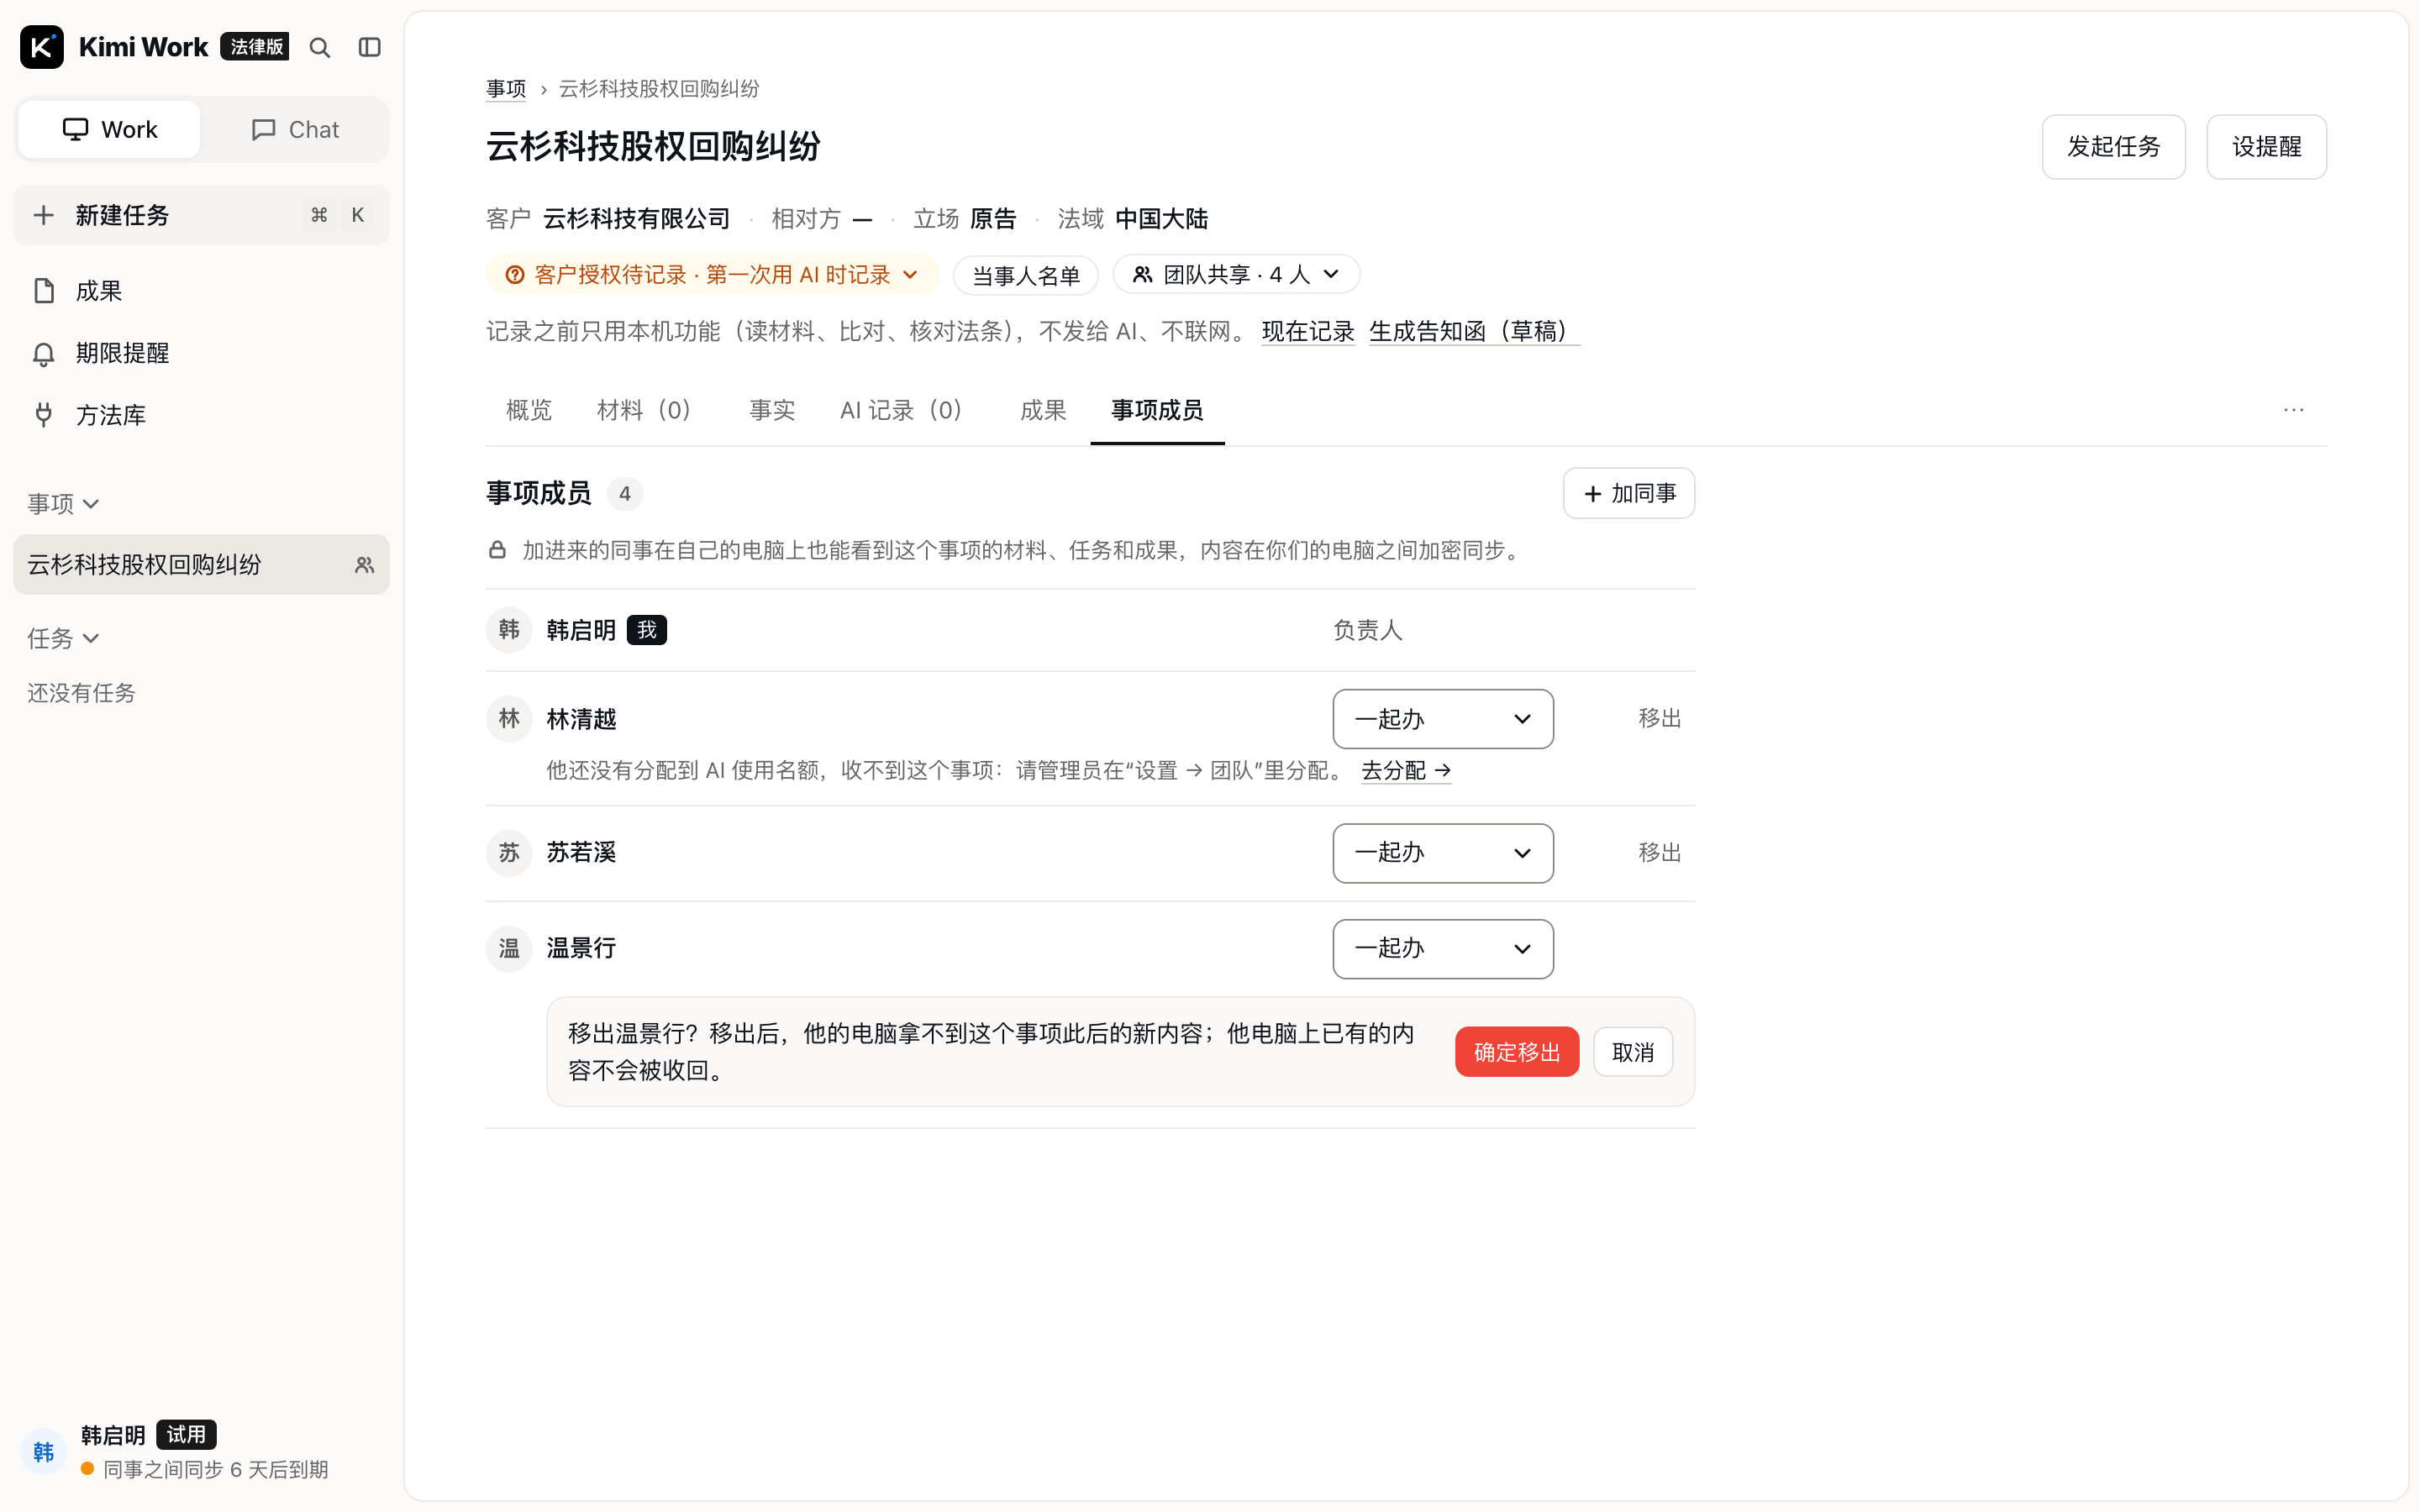 Kimi Work 法律版
Work
Chat
新建任务 ⌘ K
成果
期限提醒
方法库
事项
云杉科技股权回购纠纷
任务
还没有任务
韩
韩启明 试用
同事之间同步 6 天后到期
事项 › 云杉科技股权回购纠纷
云杉科技股权回购纠纷
发起任务
设提醒
客户 云杉科技有限公司 · 相对方 — · 立场 原告 · 法域 中国大陆
客户授权待记录 · 第一次用 AI 时记录
当事人名单
团队共享 · 4 人
记录之前只用本机功能（读材料、比对、核对法条），不发给 AI、不联网。 现在记录 生成告知函（草稿）
概览 材料（0） 事实 AI 记录（0） 成果 事项成员 ···
事项成员 4
+ 加同事
加进来的同事在自己的电脑上也能看到这个事项的材料、任务和成果，内容在你们的电脑之间加密同步。
韩 韩启明 我 负责人
林 林清越 一起办 移出
他还没有分配到 AI 使用名额，收不到这个事项：请管理员在“设置 → 团队”里分配。 去分配 →
苏 苏若溪 一起办 移出
温 温景行 一起办
移出温景行？移出后，他的电脑拿不到这个事项此后的新内容；他电脑上已有的内
容不会被收回。
确定移出 取消